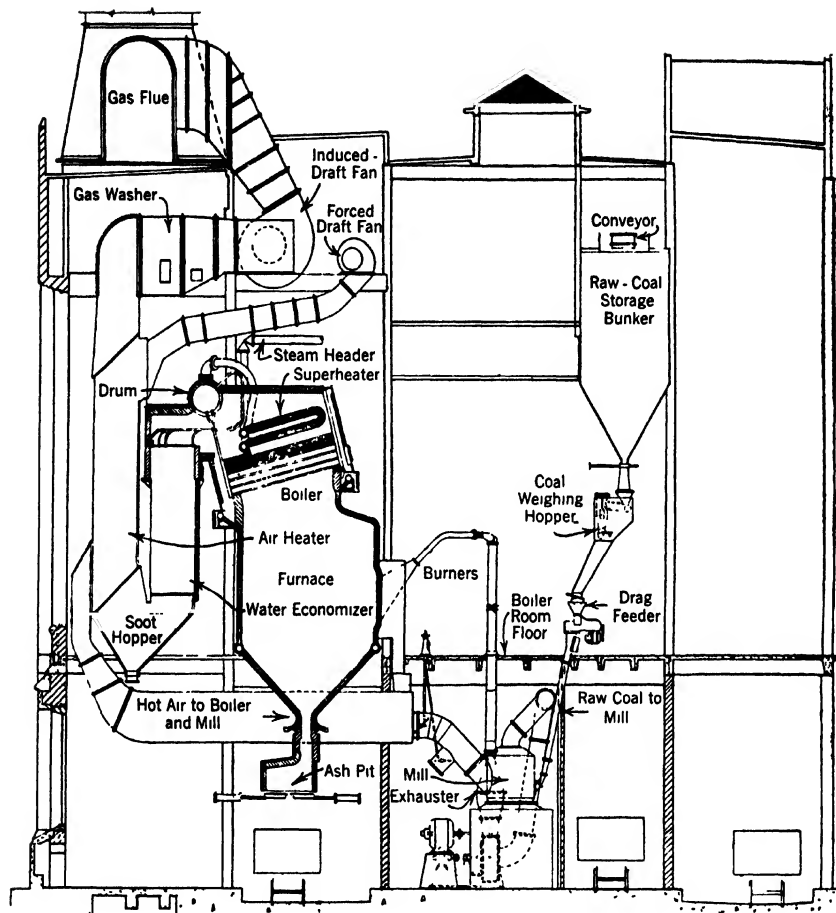 Gas Flue
Induced-
Draft Fan
Gas Washer
Forced
Draft Fan
Conveyor
Raw-Coal
Storage
Bunker
Steam Header
Superheater
Drum
Boiler
Coal
Weighing
Hopper
Air Heater
Furnace
Burners
Water Economizer
Boiler
Room
Floor
Drag
Feeder
Soot
Hopper
Hot Air to Boiler
and Mill
Raw Coal to
Mill
Ash Pit
Mill
Exhauster